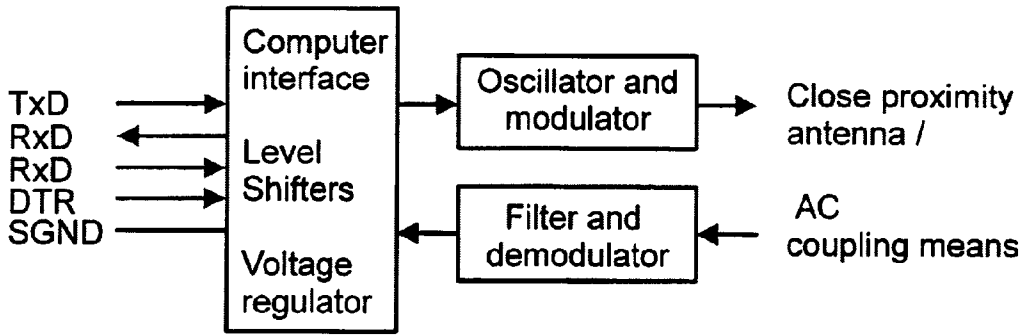 TxD
RxD
RxD
DTR
SGND
Computer
interface
Level
Shifters
Voltage
regulator
Oscillator and
modulator
Filter and
demodulator
Close proximity
antenna /
AC
coupling means